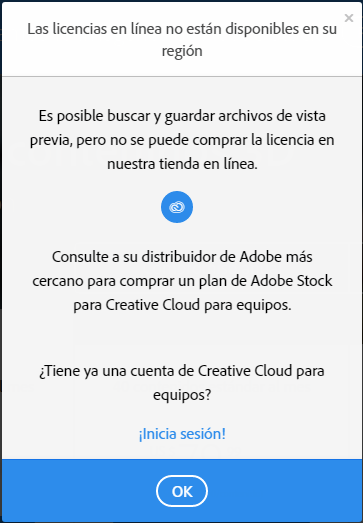 Las licencias en línea no están disponibles en su
región
Es posible buscar y guardar archivos de vista
previa, pero no se puede comprar la licencia en
nuestra tienda en línea.
Consulte a su distribuidor de Adobe más
cercano para comprar un plan de Adobe Stock
para Creative Cloud para equipos.
¿Tiene ya una cuenta de Creative Cloud para
equipos?
¡Inicia sesión!
OK